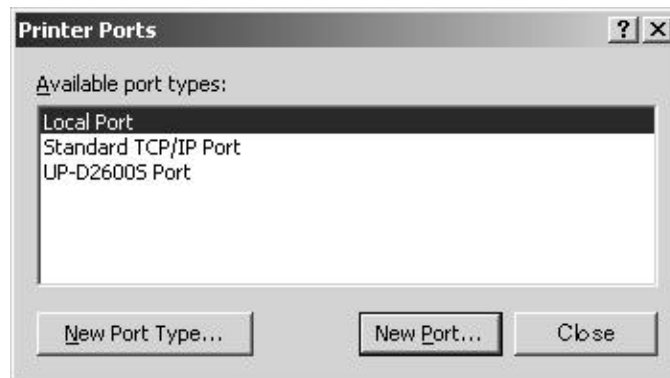 Printer Ports
Available port types:
Local Port
Standard TCP/IP Port
UP-D2600S Port
New Port Type...
New Port...
Close